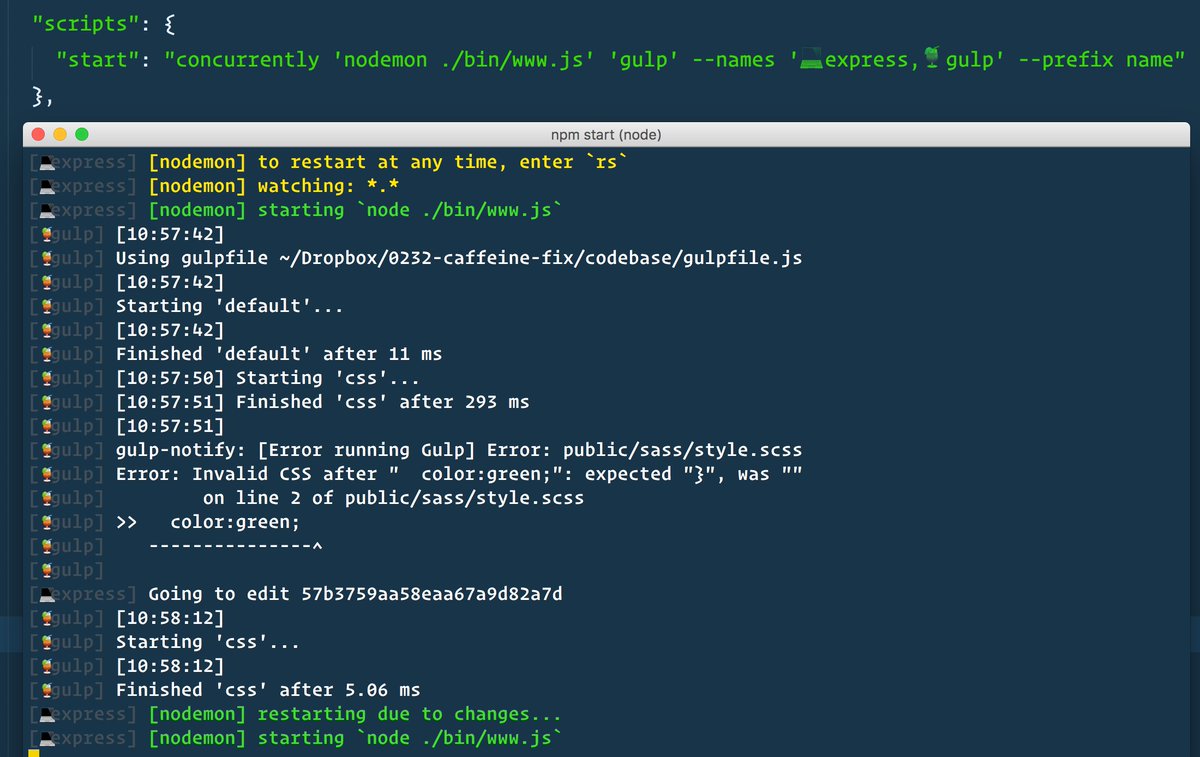 "scripts": {
"start": "concurrently 'nodemon ./bin/www.js' 'gulp' --names '💻express,🍹gulp' --prefix name"
},
npm start (node)
[💻express] [nodemon] to restart at any time, enter `rs`
[💻express] [nodemon] watching: *.*
[💻express] [nodemon] starting `node ./bin/www.js`
[🍹gulp] [10:57:42]
[🍹gulp] Using gulpfile ~/Dropbox/0232-caffeine-fix/codebase/gulpfile.js
[🍹gulp] [10:57:42]
[🍹gulp] Starting 'default'...
[🍹gulp] [10:57:42]
[🍹gulp] Finished 'default' after 11 ms
[🍹gulp] [10:57:50] Starting 'css'...
[🍹gulp] [10:57:51] Finished 'css' after 293 ms
[🍹gulp] [10:57:51]
[🍹gulp] gulp-notify: [Error running Gulp] Error: public/sass/style.scss
[🍹gulp] Error: Invalid CSS after "  color:green;": expected "}", was ""
[🍹gulp]         on line 2 of public/sass/style.scss
[🍹gulp] >>   color:green;
[🍹gulp]    ---------------^
[🍹gulp]
[💻express] Going to edit 57b3759aa58eaa67a9d82a7d
[🍹gulp] [10:58:12]
[🍹gulp] Starting 'css'...
[🍹gulp] [10:58:12]
[🍹gulp] Finished 'css' after 5.06 ms
[💻express] [nodemon] restarting due to changes...
[💻express] [nodemon] starting `node ./bin/www.js`